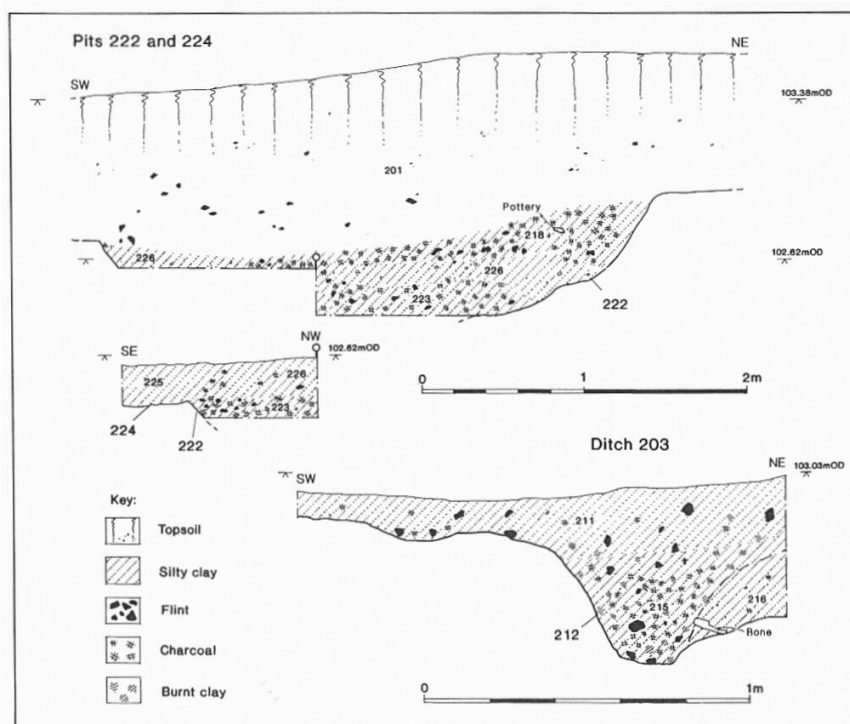 Pits 222 and 224
NE
SW
103.38mOD
201
Pottery
218
226
226
102.62mOD
223
222
SE
NW
102.62mOD
225
226
223
224
222
0
1
2m
Ditch 203
SW
NE
103.03mOD
211
215
216
212
Bone
0
1m
Key:
Topsoil
Silty clay
Flint
Charcoal
Burnt clay